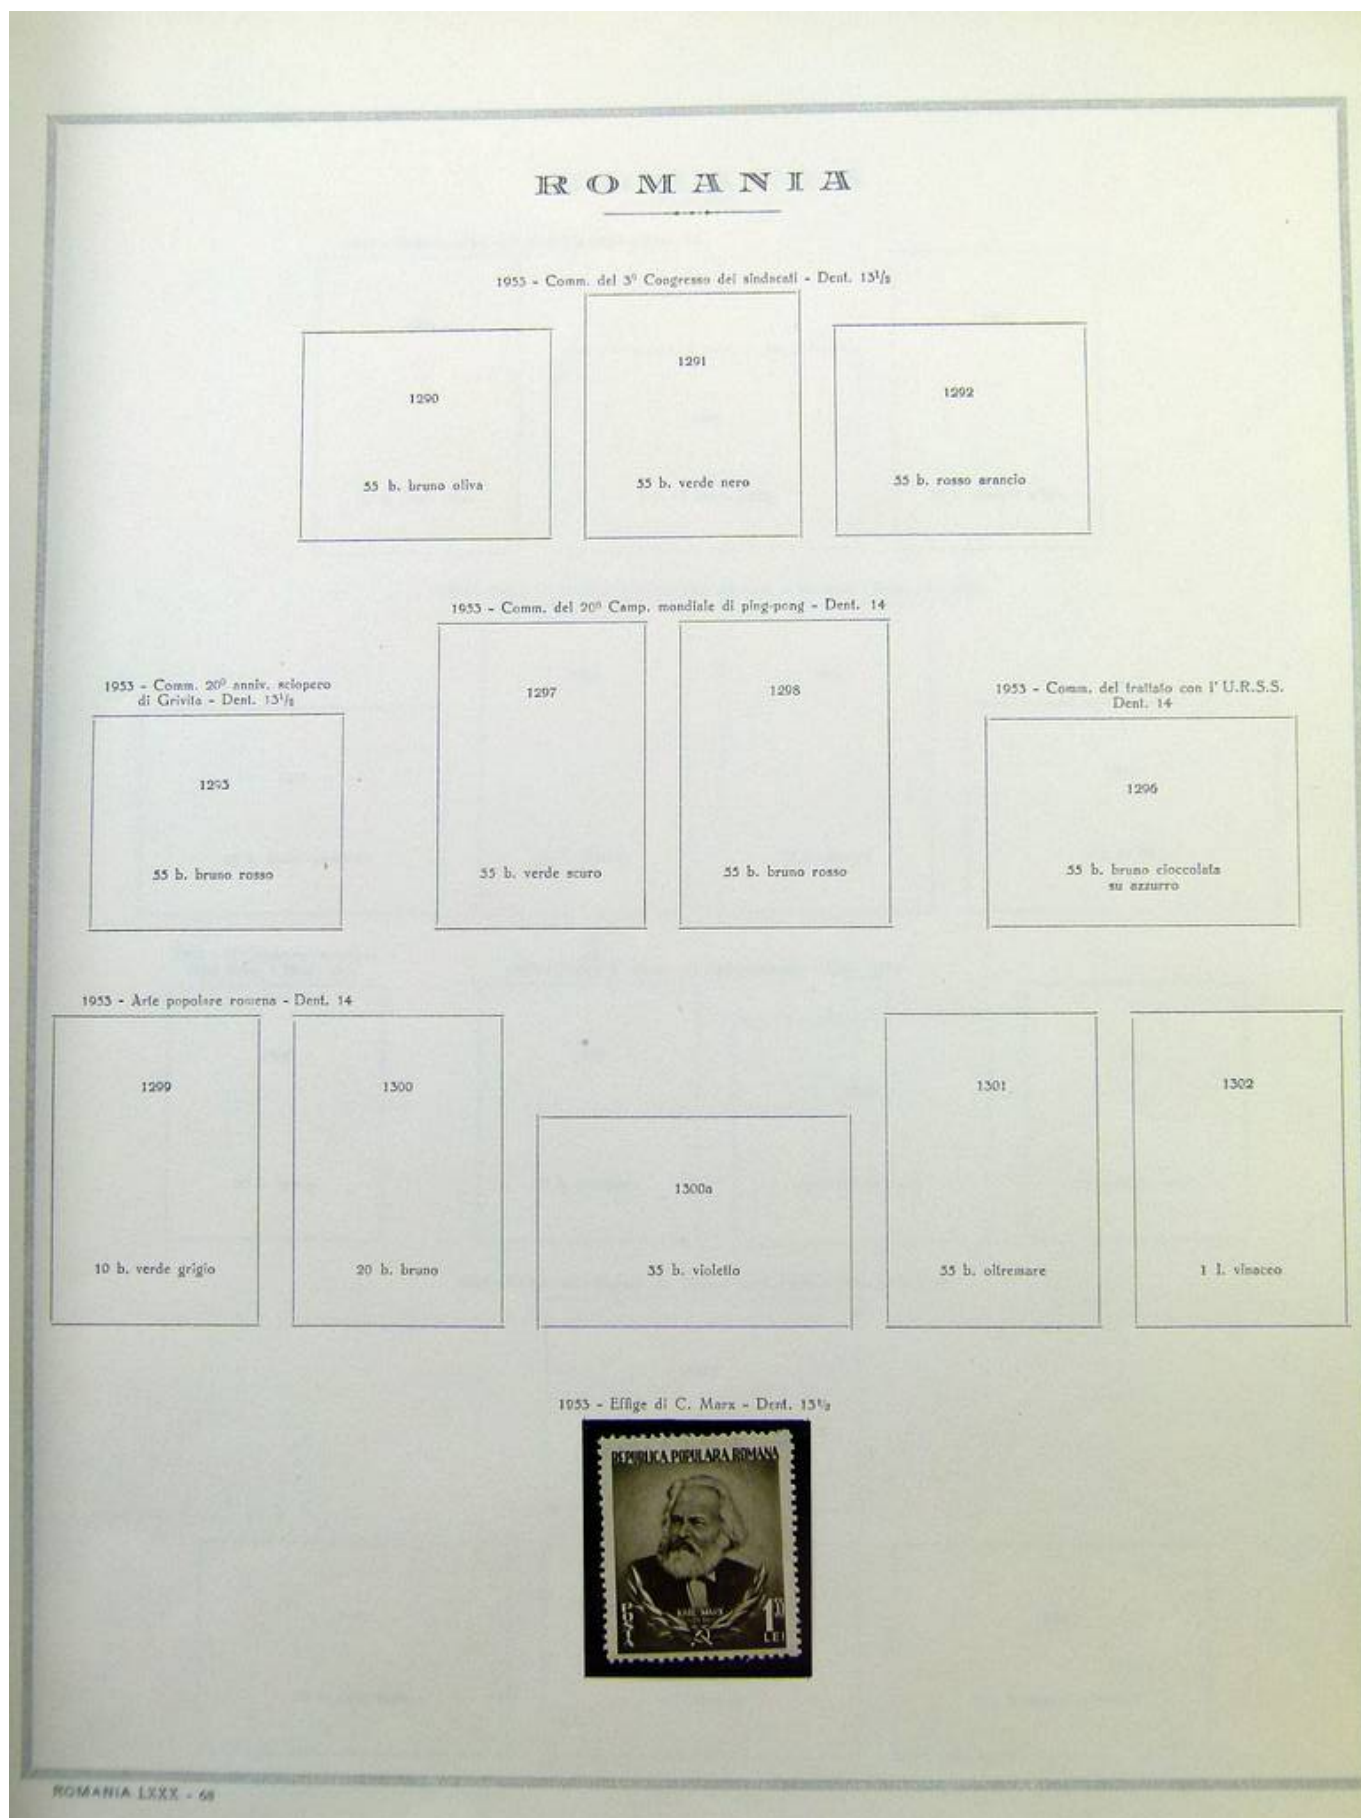 ROMANIA
1953 - Comm. del 3º Congresso dei sindacati - Dent. 13½
1290
55 b. bruno oliva
1291
55 b. verde nero
1292
55 b. rosso arancio
1953 - Comm. 20º anniv. sciopero
di Grivita - Dent. 13½
1293
55 b. bruno rosso
1953 - Comm. del 20º Camp. mondiale di ping-pong - Dent. 14
1297
55 b. verde scuro
1298
55 b. bruno rosso
1953 - Comm. del trattato con l' U.R.S.S.
Dent. 14
1296
55 b. bruno cioccolata
su azzurro
1953 - Arte popolare romena - Dent. 14
1299
10 b. verde grigio
1300
20 b. bruno
1300a
35 b. violetto
1301
55 b. oltremare
1302
1 l. vinaceo
1953 - Effige di C. Marx - Dent. 13½
REPUBLICA POPULARA ROMANA
KARL MARX
POSTA
1 55
LEI
ROMANIA LXXX - 68